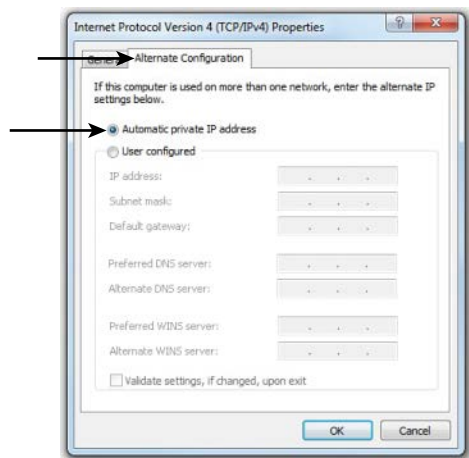 Internet Protocol Version 4 (TCP/IPv4) Properties
General
Alternate Configuration
If this computer is used on more than one network, enter the alternate IP
settings below.
Automatic private IP address
User configured
IP address:
Subnet mask:
Default gateway:
Preferred DNS server:
Alternate DNS server:
Preferred WINS server:
Alternate WINS server:
Validate settings, if changed, upon exit
OK
Cancel